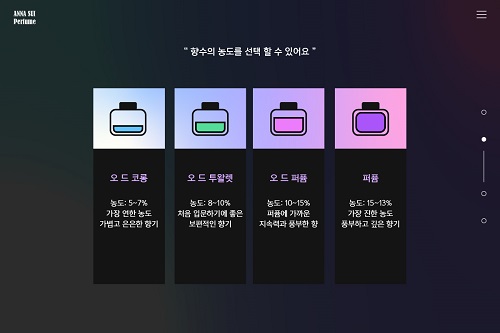 ANNA SUI
Perfume
" 향수의 농도를 선택 할 수 있어요 "
오 드 코롱
농도: 5~7%
가장 연한 농도
가볍고 은은한 향기
오 드 투왈렛
농도: 8~10%
처음 입문하기에 좋은
보편적인 향기
오 드 퍼퓸
농도: 10~15%
퍼퓸에 가까운
지속력과 풍부한 향
퍼퓸
농도: 15~13%
가장 진한 농도
풍부하고 깊은 향기